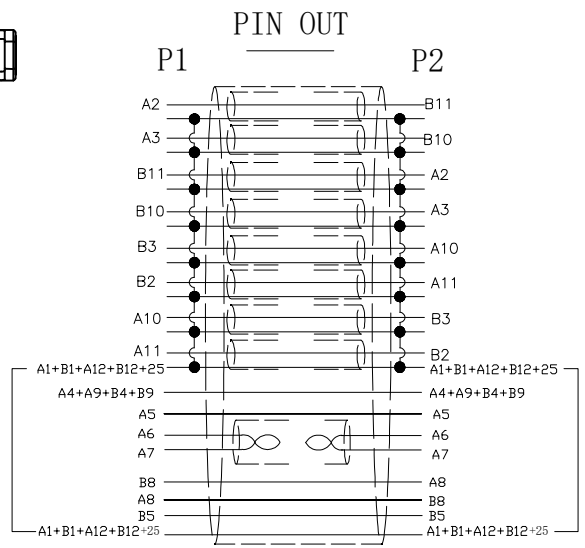 PIN OUT
P1 P2
A2 B11
A3 B10
B11 A2
B10 A3
B3 A10
B2 A11
A10 B3
A11 B2
A1+B1+A12+B12+25 A1+B1+A12+B12+25
A4+A9+B4+B9 A4+A9+B4+B9
A5 A5
A6 A6
A7 A7
B8 A8
A8 B8
B5 B5
A1+B1+A12+B12+25 A1+B1+A12+B12+25